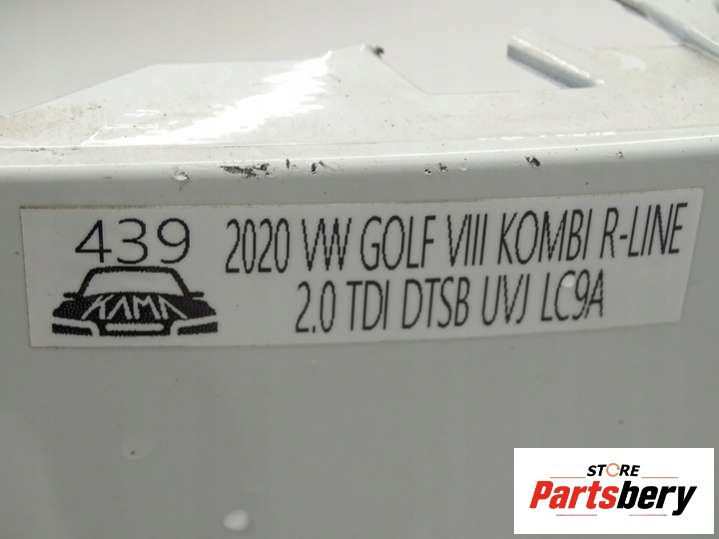 439
KAMA
2020 VW GOLF VIII KOMBI R-LINE
2.0 TDI DTSB UVJ LC9A
STORE
Partsbery